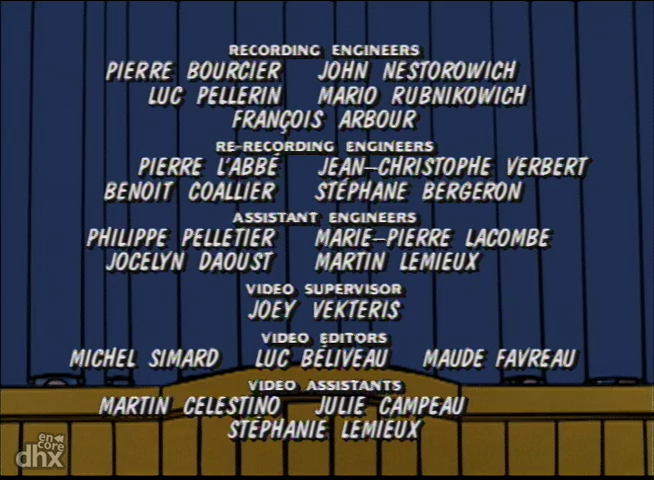 RECORDING ENGINEERS
PIERRE BOURCIER JOHN NESTOROWICH
LUC PELLERIN MARIO RUBNIKOWICH
FRANÇOIS ARBOUR
RE-RECORDING ENGINEERS
PIERRE L'ABBÉ JEAN-CHRISTOPHE VERBERT
BENOIT COALLIER STÉPHANE BERGERON
ASSISTANT ENGINEERS
PHILIPPE PELLETIER MARIE-PIERRE LACOMBE
JOCELYN DAOUST MARTIN LEMIEUX
VIDEO SUPERVISOR
JOEY VEKTERIS
VIDEO EDITORS
MICHEL SIMARD LUC BÉLIVEAU MAUDE FAVREAU
VIDEO ASSISTANTS
MARTIN CELESTINO JULIE CAMPEAU
STÉPHANIE LEMIEUX
en
core
dhx